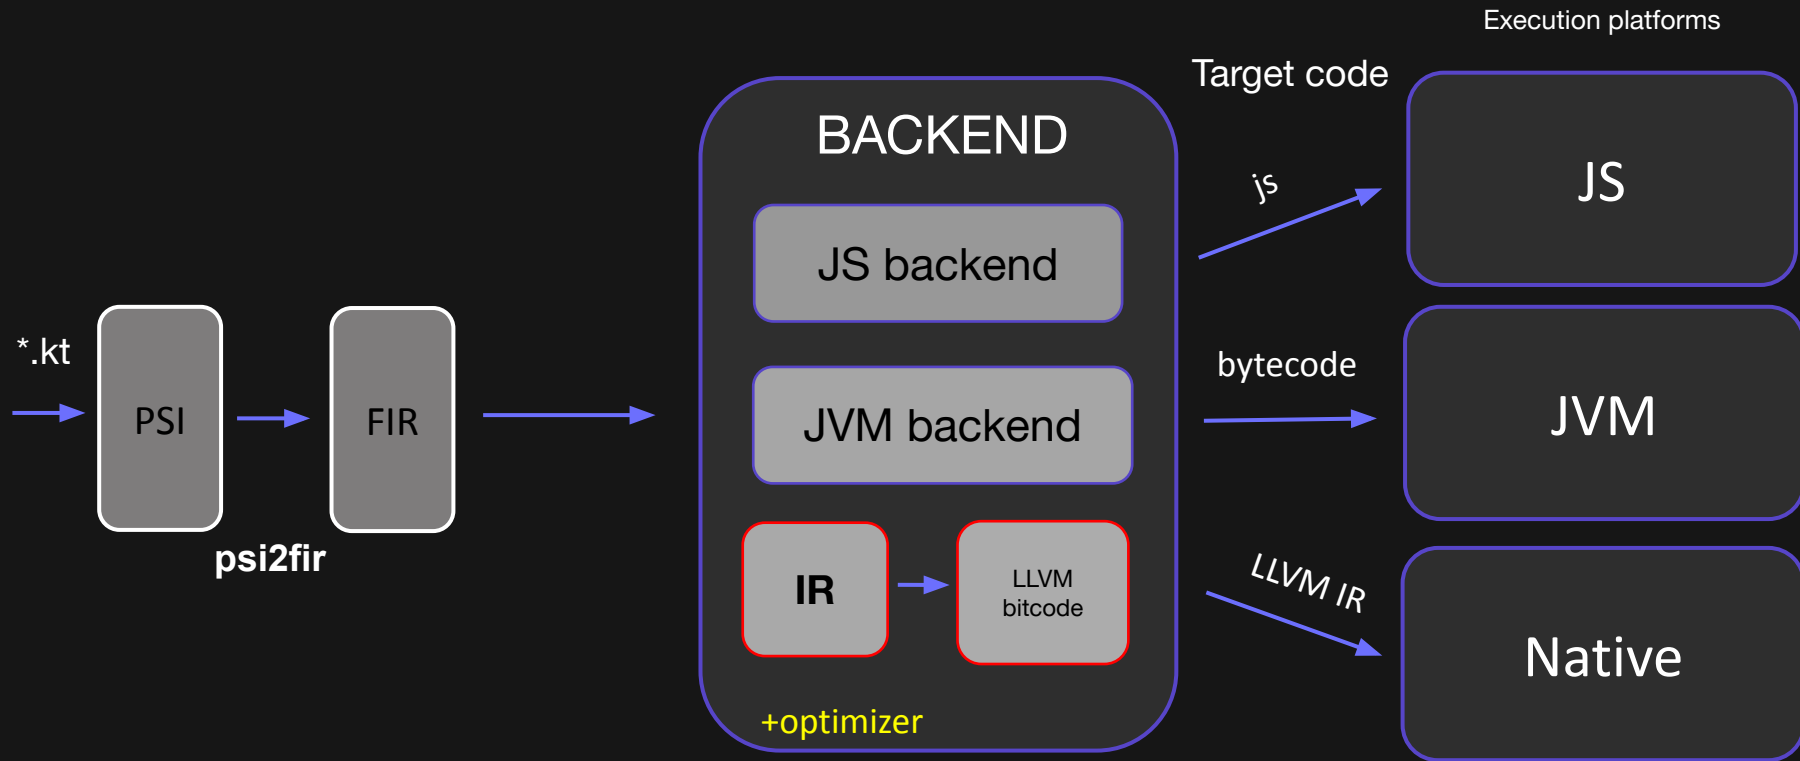 Execution platforms
Target code
BACKEND
js
JS
JS backend
*.kt
PSI
FIR
psi2fir
bytecode
JVM backend
JVM
IR
LLVM
bitcode
LLVM IR
Native
+optimizer